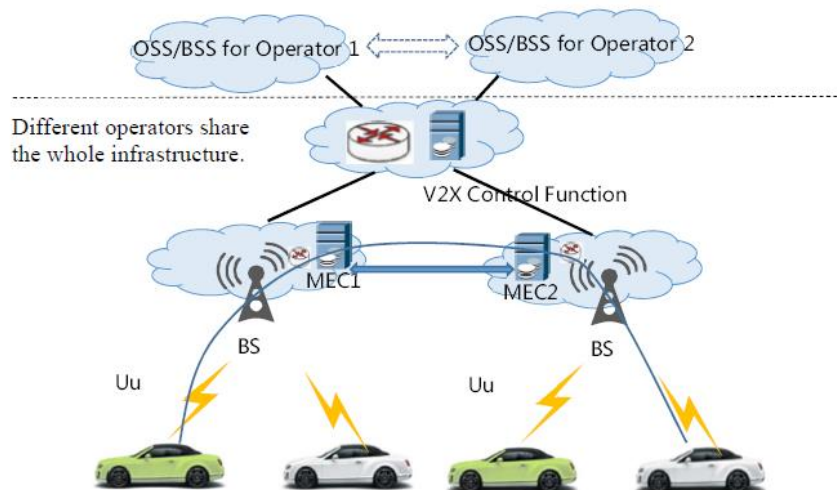 OSS/BSS for Operator 1
OSS/BSS for Operator 2
Different operators share
the whole infrastructure.
V2X Control Function
MEC1
MEC2
BS
BS
Uu
Uu